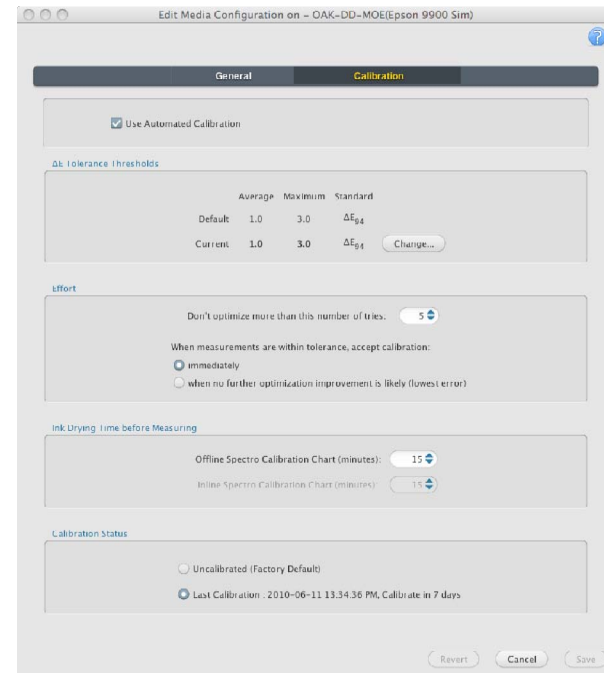 Edit Media Configuration on - OAK-DD-MOE(Epson 9900 Sim)
?
General Calibration
Use Automated Calibration
ΔE Tolerance Thresholds
Average Maximum Standard
Default 1.0 3.0 ΔE94
Current 1.0 3.0 ΔE94 Change...
Effort
Don't optimize more than this number of tries: 5
When measurements are within tolerance, accept calibration:
immediately
when no further optimization improvement is likely (lowest error)
Ink Drying Time before Measuring
Offline Spectro Calibration Chart (minutes): 15
Inline Spectro Calibration Chart (minutes): 15
Calibration Status
Uncalibrated (Factory Default)
Last Calibration : 2010-06-11 13:34:36 PM, Calibrate in 7 days
Revert Cancel Save